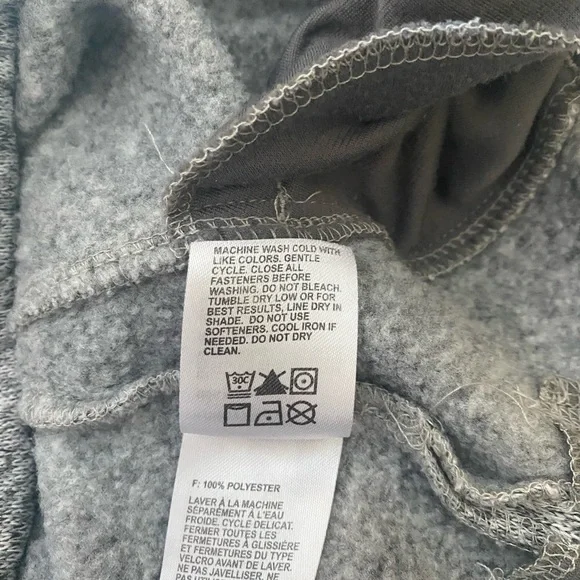 MACHINE WASH COLD WITH
LIKE COLORS. GENTLE
CYCLE. CLOSE ALL
FASTENERS BEFORE
WASHING. DO NOT BLEACH.
TUMBLE DRY LOW OR FOR
BEST RESULTS, LINE DRY IN
SHADE. DO NOT USE
SOFTENERS. COOL IRON IF
NEEDED. DO NOT DRY
CLEAN.
30C
F: 100% POLYESTER
LAVER À LA MACHINE
SÉPARÉMENT À L'EAU
FROIDE. CYCLE DÉLICAT.
FERMER TOUTES LES
FERMETURES À GLISSIÈRE
ET FERMETURES DU TYPE
VELCRO AVANT DE LAVER.
NE PAS JAVELLISER. NE